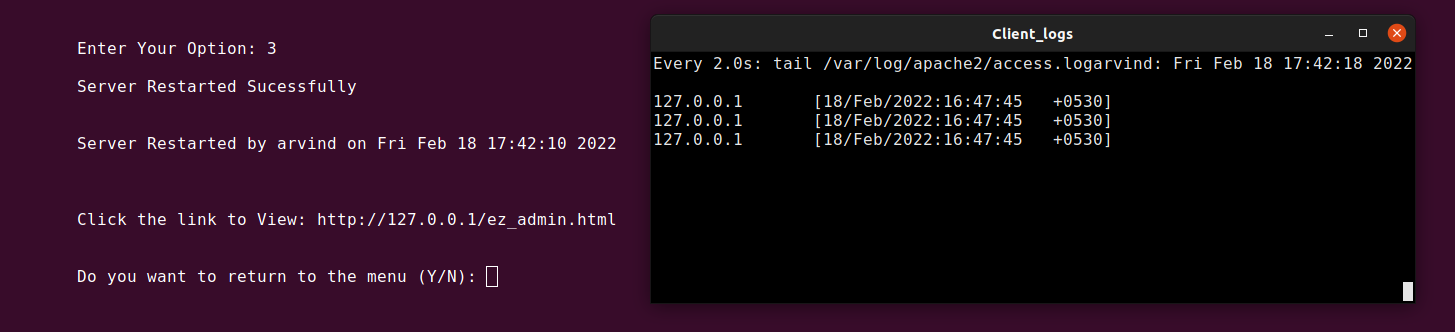 Enter Your Option: 3
Server Restarted Sucessfully
Server Restarted by arvind on Fri Feb 18 17:42:10 2022
Click the link to View: http://127.0.0.1/ez_admin.html
Do you want to return to the menu (Y/N):
Client_logs
Every 2.0s: tail /var/log/apache2/access.logarvind: Fri Feb 18 17:42:18 2022
127.0.0.1 [18/Feb/2022:16:47:45 +0530]
127.0.0.1 [18/Feb/2022:16:47:45 +0530]
127.0.0.1 [18/Feb/2022:16:47:45 +0530]